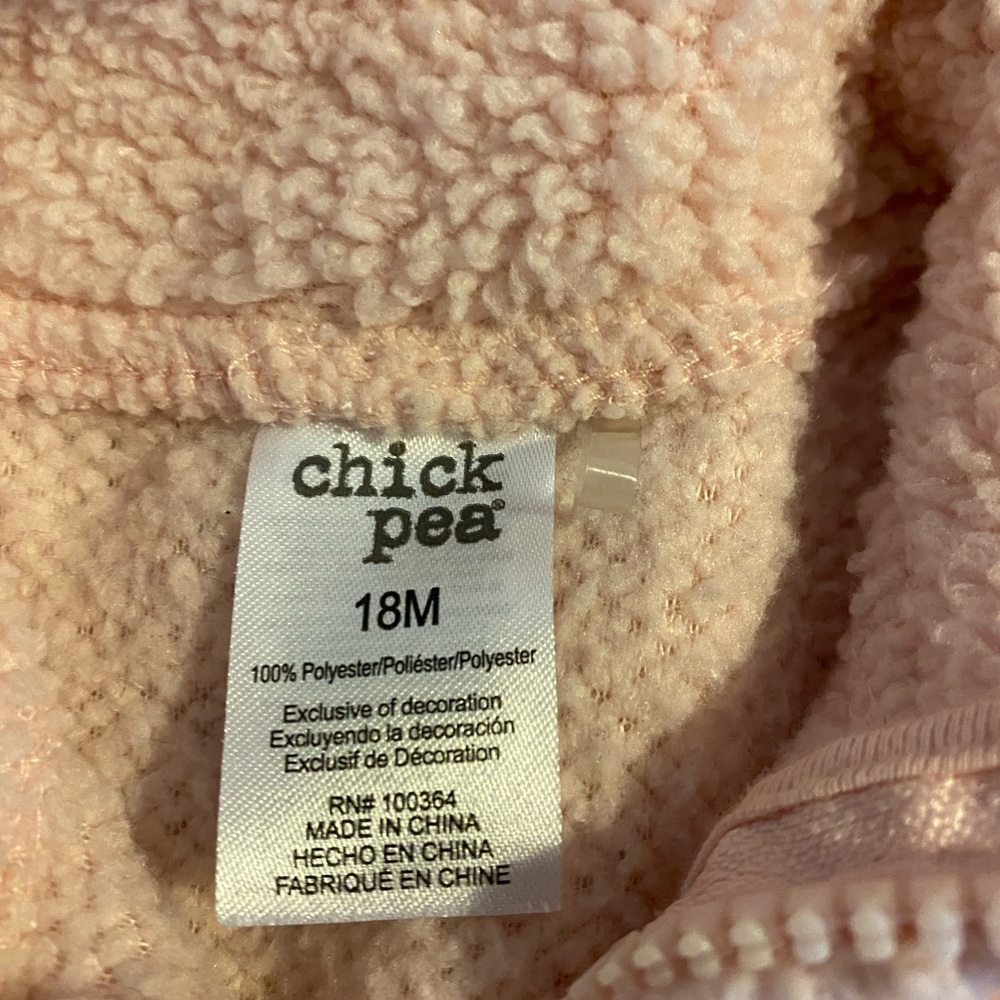 chick
pea®
18M
100% Polyester/Poliéster/Polyester
Exclusive of decoration
Excluyendo la decoración
Exclusif de Décoration
RN# 100364
MADE IN CHINA
HECHO EN CHINA
FABRIQUÉ EN CHINE